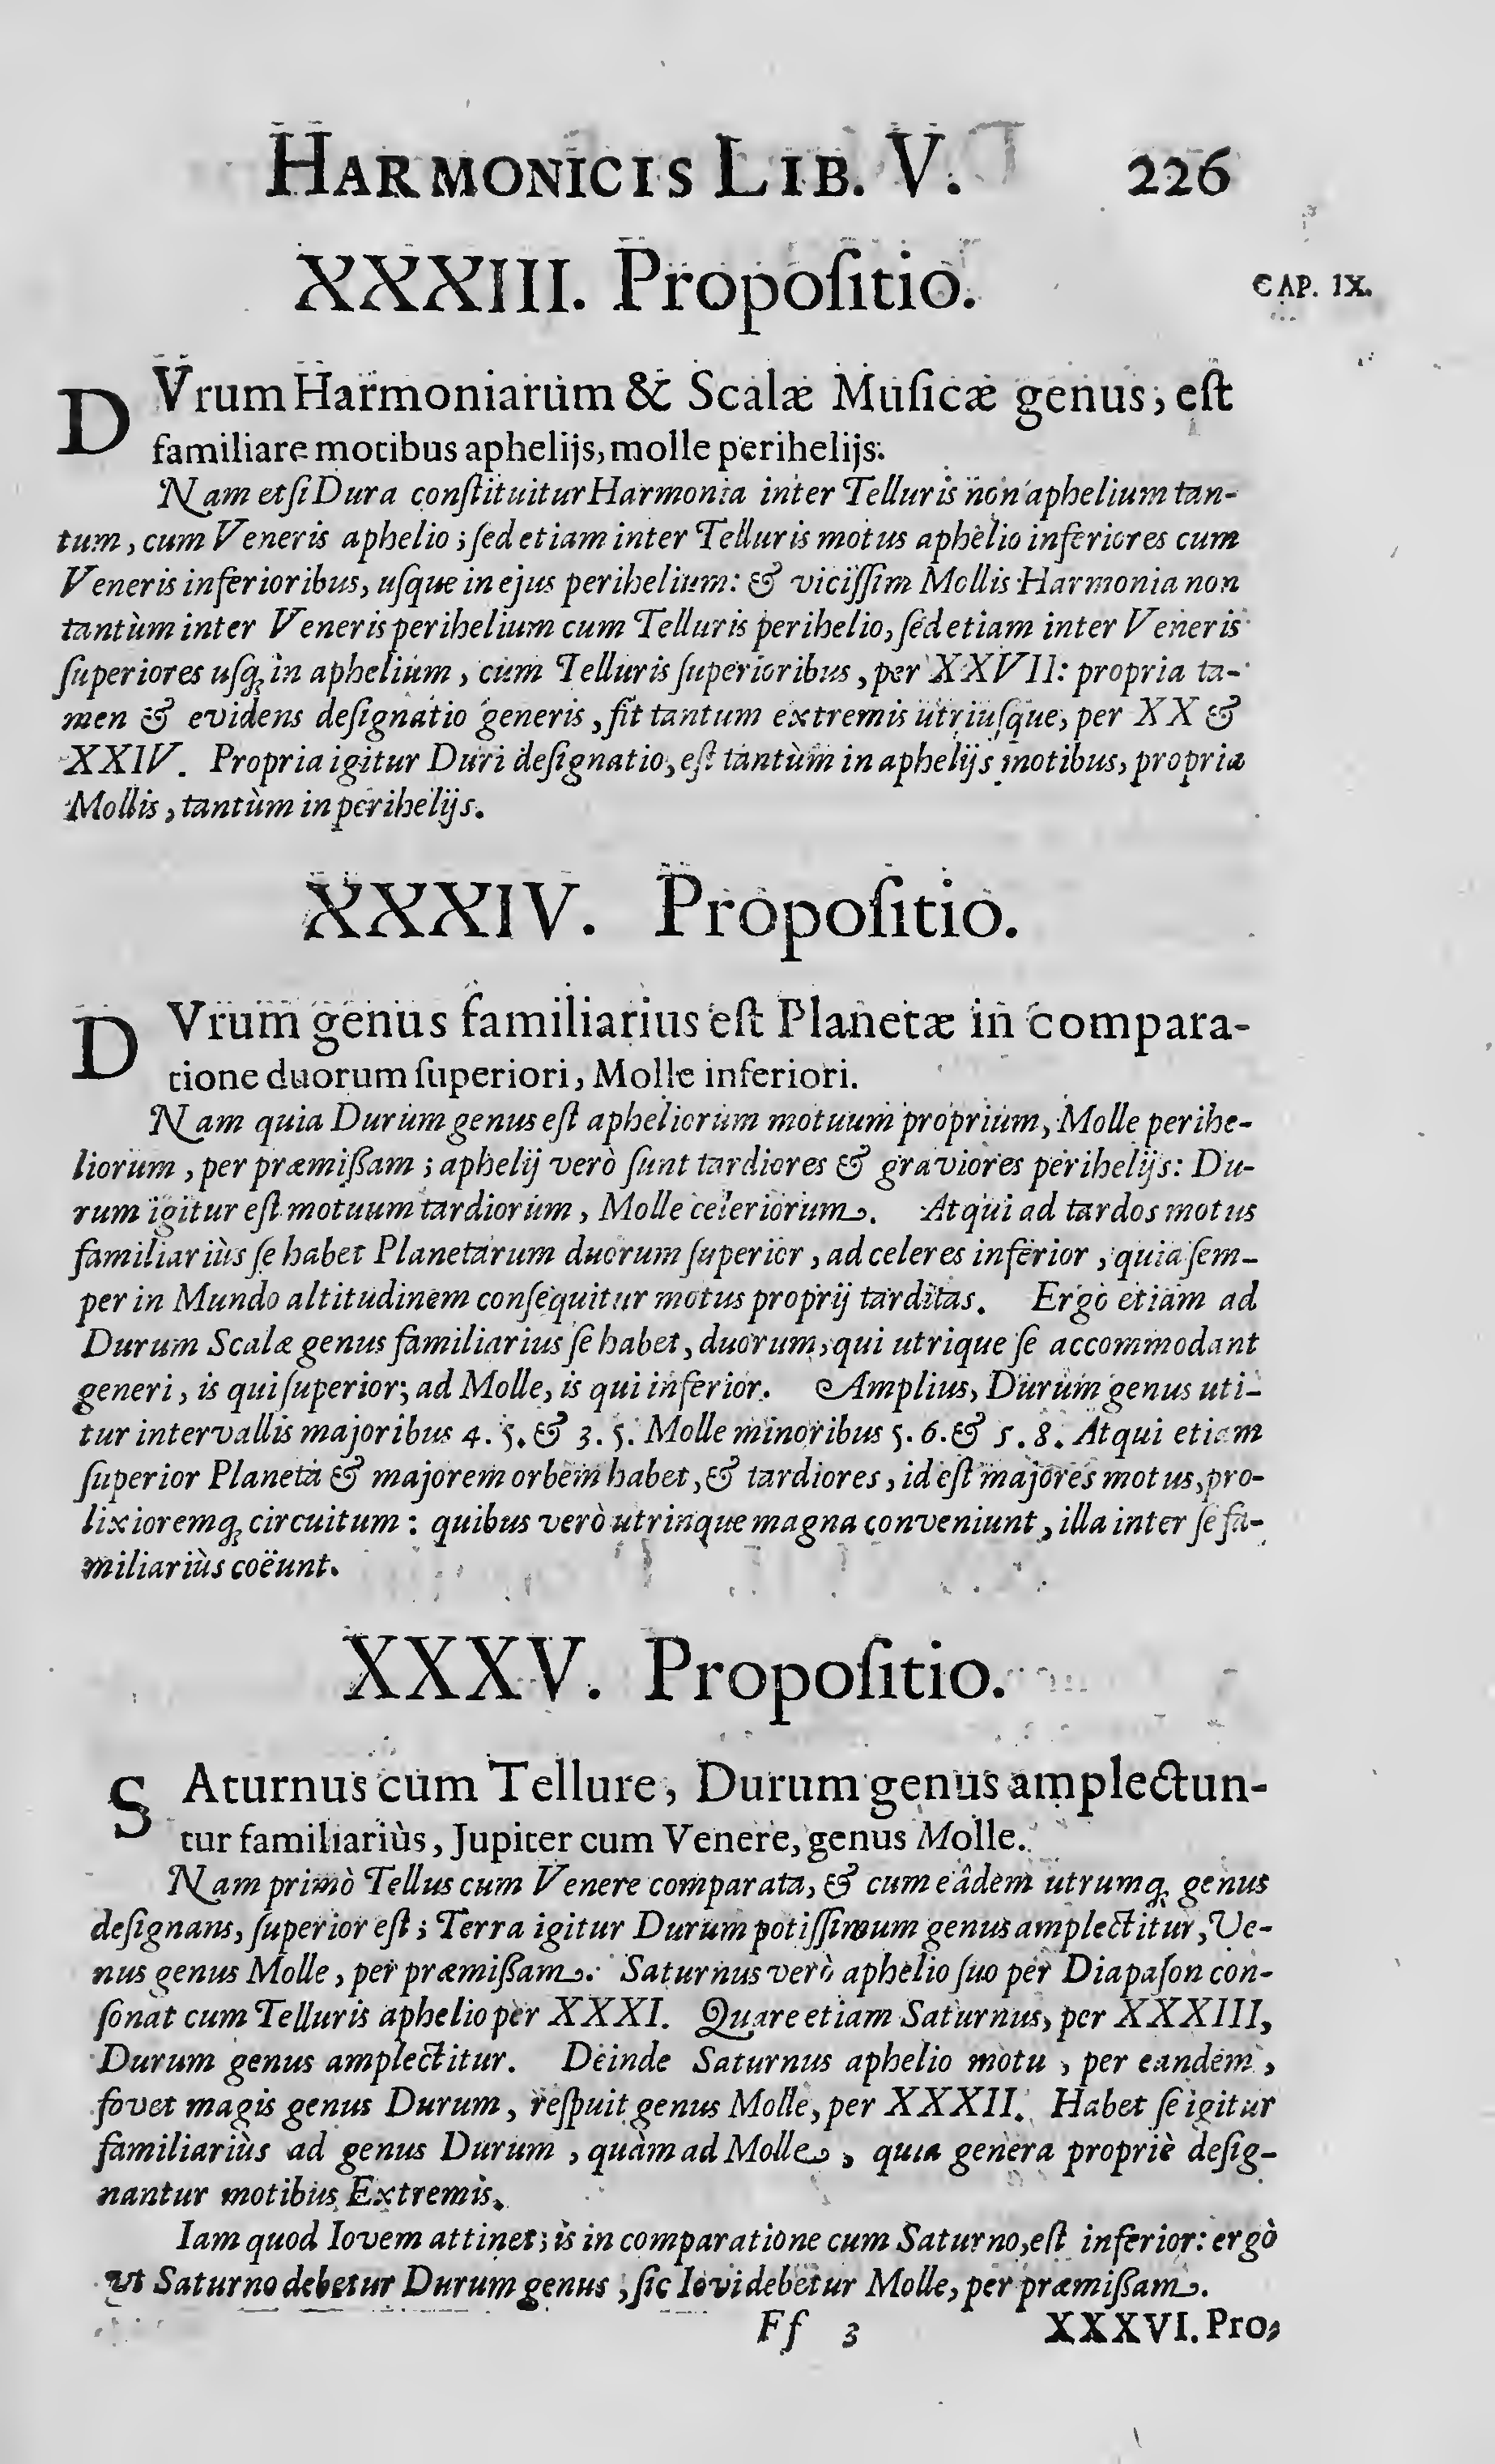 HARMONICIS LIB. V. 226
XXXIII. Propoſitio.
CAP. IX.
DVrum Harmoniarum & Scalæ Muſicæ genus, eſt
familiare motibus aphelijs, molle perihelijs.
Nam etſi Dura conſtituitur Harmonia inter Telluris non aphelium tan-
tum, cum Veneris aphelio; ſed etiam inter Telluris motus aphelio inferiores cum
Veneris inferioribus, uſque in ejus perihelium: & viciſſim Mollis Harmonia non
tantùm inter Veneris perihelium cum Telluris perihelio, ſed etiam inter Veneris
ſuperiores uſq; in aphelium, cum Telluris ſuperioribus, per XXVII: propria ta-
men & evidens deſignatio generis, fit tantum extremis utriuſque, per XX &
XXIV. Propria igitur Duri deſignatio, eſt tantùm in aphelijs motibus, propria
Mollis, tantùm in perihelijs.
XXXIV. Propoſitio.
DVrum genus familiarius eſt Planetæ in compara-
tione duorum ſuperiori, Molle inferiori.
Nam quia Durum genus eſt apheliorum motuum proprium, Molle perihe-
liorum, per præmiſſam; aphelij verò ſunt tardiores & graviores perihelijs: Du-
rum igitur eſt motuum tardiorum, Molle celeriorum. Atqui ad tardos motus
familiariùs ſe habet Planetarum duorum ſuperior, ad celeres inferior, quia ſem-
per in Mundo altitudinem conſequitur motus proprij tarditas. Ergò etiam ad
Durum Scalæ genus familiarius ſe habet, duorum, qui utrique ſe accommodant
generi, is qui ſuperior; ad Molle, is qui inferior. Amplius, Durum genus uti-
tur intervallis majoribus 4. 5. & 3. 5. Molle minoribus 5. 6. & 5. 8. Atqui etiam
ſuperior Planeta & majorem orbem habet, & tardiores, id eſt majores motus, pro-
lixioremq; circuitum: quibus verò utrinque magna conveniunt, illa inter ſe fa-
miliariùs coëunt.
XXXV. Propoſitio.
SAturnus cum Tellure, Durum genus amplectun-
tur familiariùs, Jupiter cum Venere, genus Molle.
Nam primò Tellus cum Venere comparata, & cum eâdem utrumq; genus
deſignans, ſuperior eſt; Terra igitur Durum potiſſimum genus amplectitur, Ve-
nus genus Molle, per præmiſſam. Saturnus verò aphelio ſuo per Diapaſon con-
ſonat cum Telluris aphelio per XXXI. Quare etiam Saturnus, per XXXIII,
Durum genus amplectitur. Deinde Saturnus aphelio motu, per eandem,
fovet magis genus Durum, reſpuit genus Molle, per XXXII. Habet ſe igitur
familiariùs ad genus Durum, quàm ad Molle, quia genera propriè deſig-
nantur motibus Extremis.
Iam quod Iovem attinet; is in comparatione cum Saturno, eſt inferior: ergò
ut Saturno debetur Durum genus, ſic Iovi debetur Molle, per præmiſſam.
Ff 3 XXXVI. Pro-